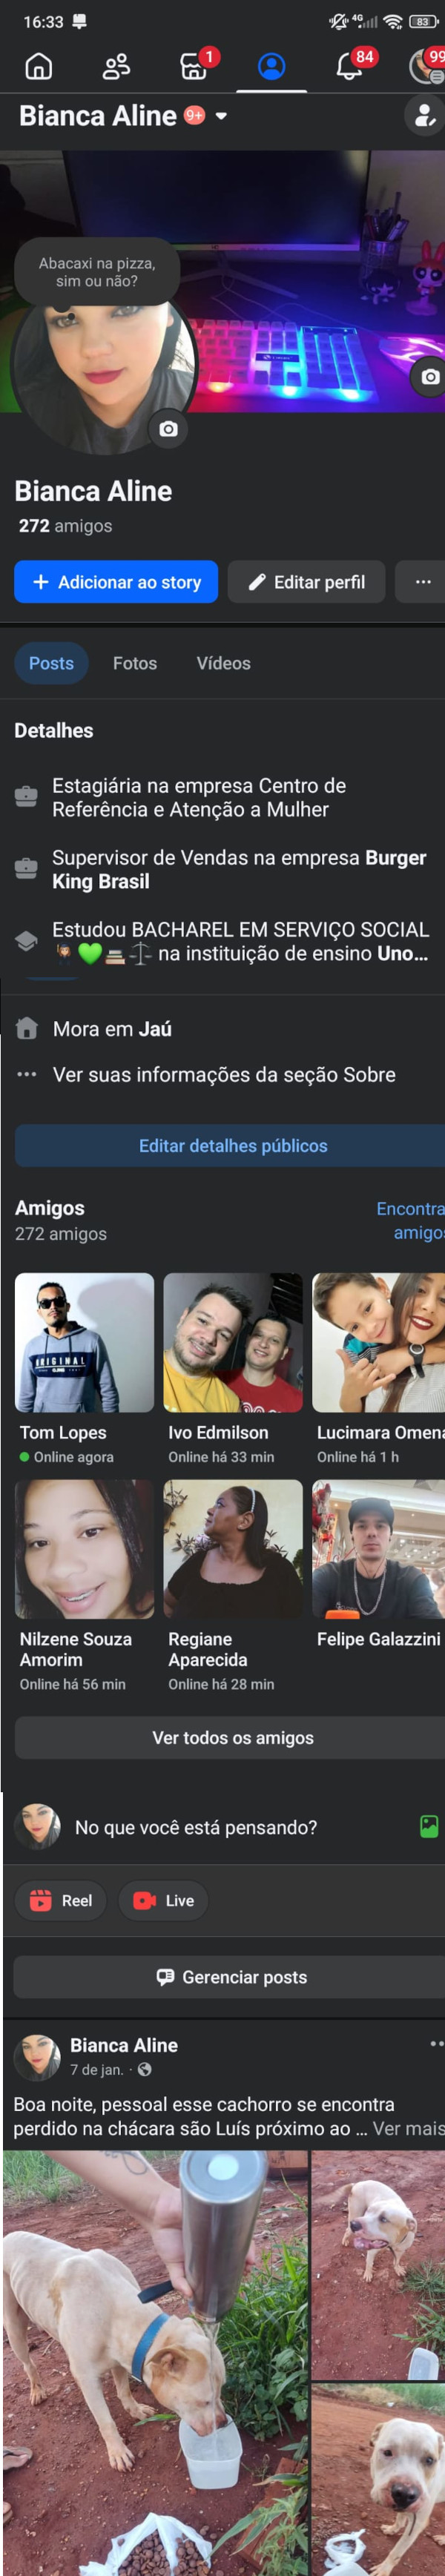 16:33
4G
83
1
84
99
Bianca Aline 9+
Abacaxi na pizza,
sim ou não?
Bianca Aline
272 amigos
+ Adicionar ao story
Editar perfil
...
Posts
Fotos
Vídeos
Detalhes
Estagiária na empresa Centro de
Referência e Atenção a Mulher
Supervisor de Vendas na empresa Burger
King Brasil
Estudou BACHAREL EM SERVIÇO SOCIAL
👩🏻‍🎓💚📚⚖️ na instituição de ensino Uno...
Mora em Jaú
... Ver suas informações da seção Sobre
Editar detalhes públicos
Amigos
Encontra
272 amigos
amigos
ORIGINAL
Tom Lopes
Ivo Edmilson
Lucimara Omena
Online agora
Online há 33 min
Online há 1 h
Nilzene Souza
Amorim
Regiane
Aparecida
Felipe Galazzini
Online há 56 min
Online há 28 min
Ver todos os amigos
No que você está pensando?
Reel
Live
Gerenciar posts
Bianca Aline
7 de jan. ·
Boa noite, pessoal esse cachorro se encontra
perdido na chácara são Luís próximo ao ... Ver mais